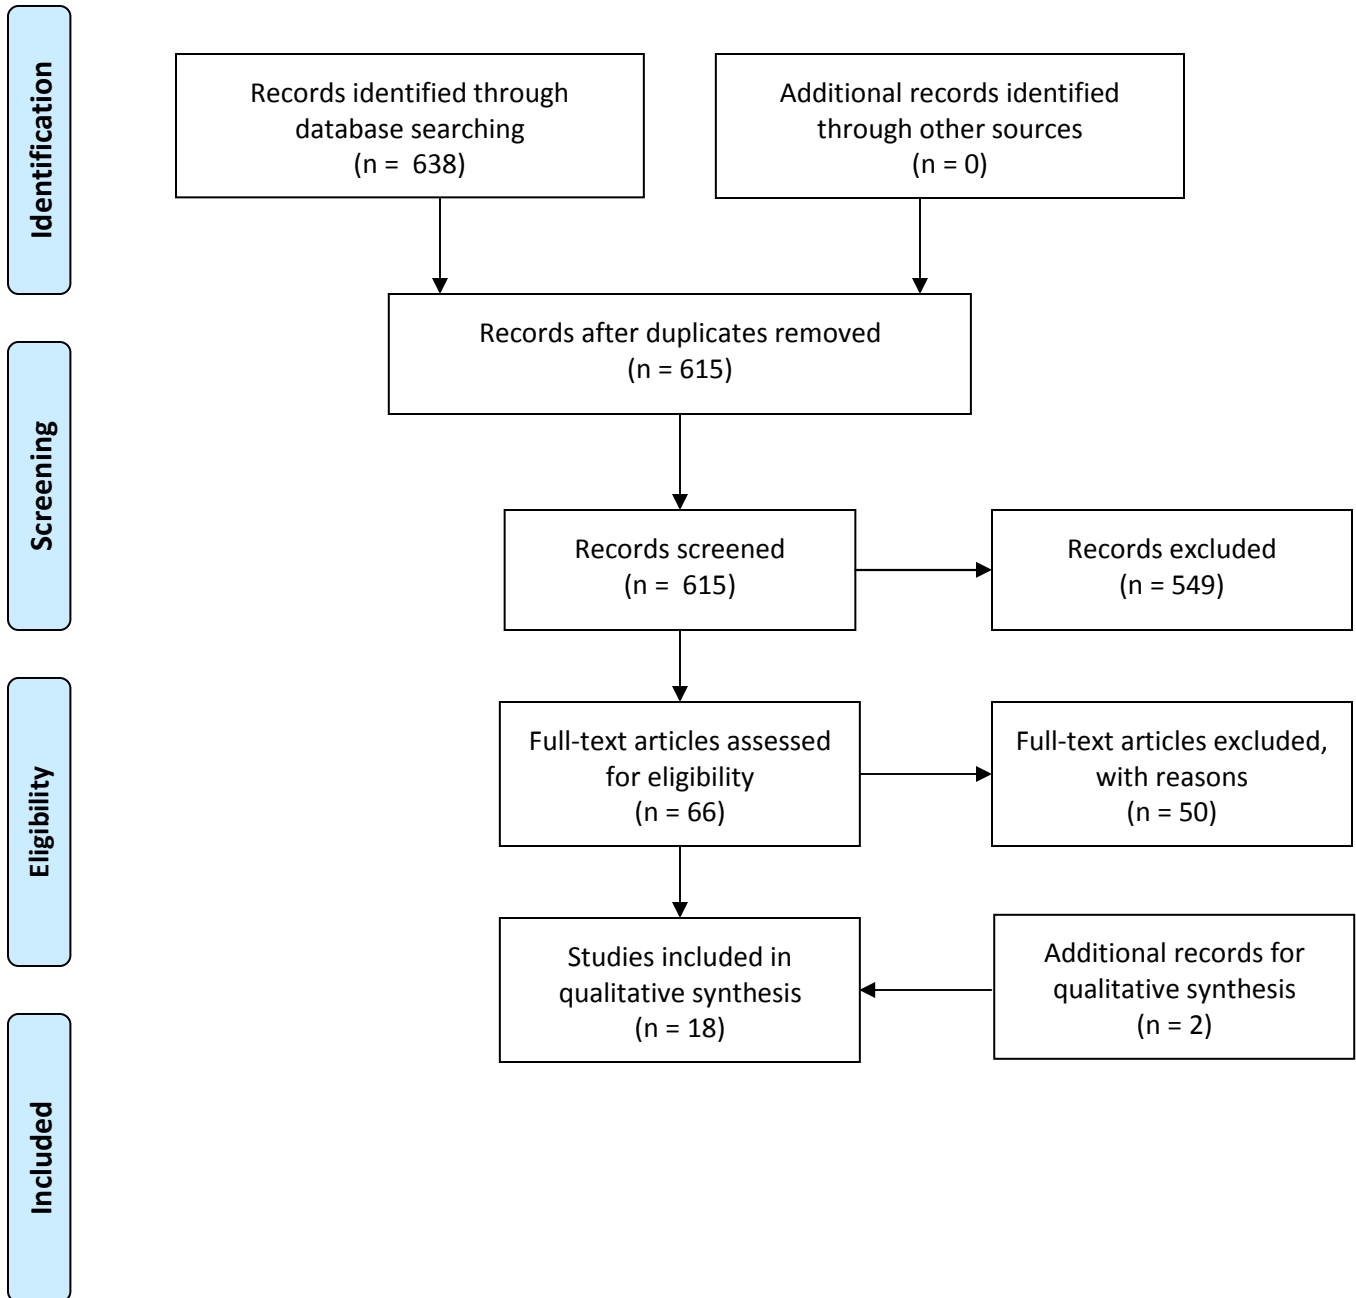 Identification
Records identified through
database searching
(n =  638)
Additional records identified
through other sources
(n = 0)
Records after duplicates removed
(n = 615)
Screening
Records screened
(n =  615)
Records excluded
(n = 549)
Eligibility
Full-text articles assessed
for eligibility
(n = 66)
Full-text articles excluded,
with reasons
(n = 50)
Studies included in
qualitative synthesis
(n = 18)
Additional records for
qualitative synthesis
(n = 2)
Included